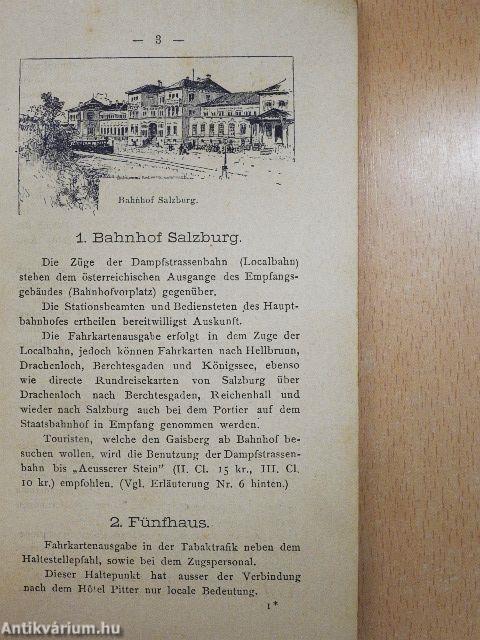 — 3 —
Bahnhof Salzburg.
1. Bahnhof Salzburg.
Die Züge der Dampfstrassenbahn (Localbahn)
stehen dem österreichischen Ausgange des Empfangs-
gebäudes (Bahnhofvorplatz) gegenüber.
Die Stationsbeamten und Bediensteten des Haupt-
bahnhofes ertheilen bereitwilligst Auskunft.
Die Fahrkartenausgabe erfolgt in dem Zuge der
Localbahn, jedoch können Fahrkarten nach Hellbrunn,
Drachenloch, Berchtesgaden und Königssee, ebenso
wie directe Rundreisekarten von Salzburg über
Drachenloch nach Berchtesgaden, Reichenhall und
wieder nach Salzburg auch bei dem Portier auf dem
Staatsbahnhof in Empfang genommen werden.
Touristen, welche den Gaisberg ab Bahnhof be-
suchen wollen, wird die Benutzung der Dampfstrassen-
bahn bis „Aeusserer Stein" (II. Cl. 15 kr., III. Cl.
10 kr.) empfohlen. (Vgl. Erläuterung Nr. 6 hinten.)
2. Fünfhaus.
Fahrkartenausgabe in der Tabaktrafik neben dem
Haltestellepfahl, sowie bei dem Zugspersonal.
Dieser Haltepunkt hat ausser der Verbindung
nach dem Hôtel Pitter nur locale Bedeutung.
1*
Antikvárium.hu